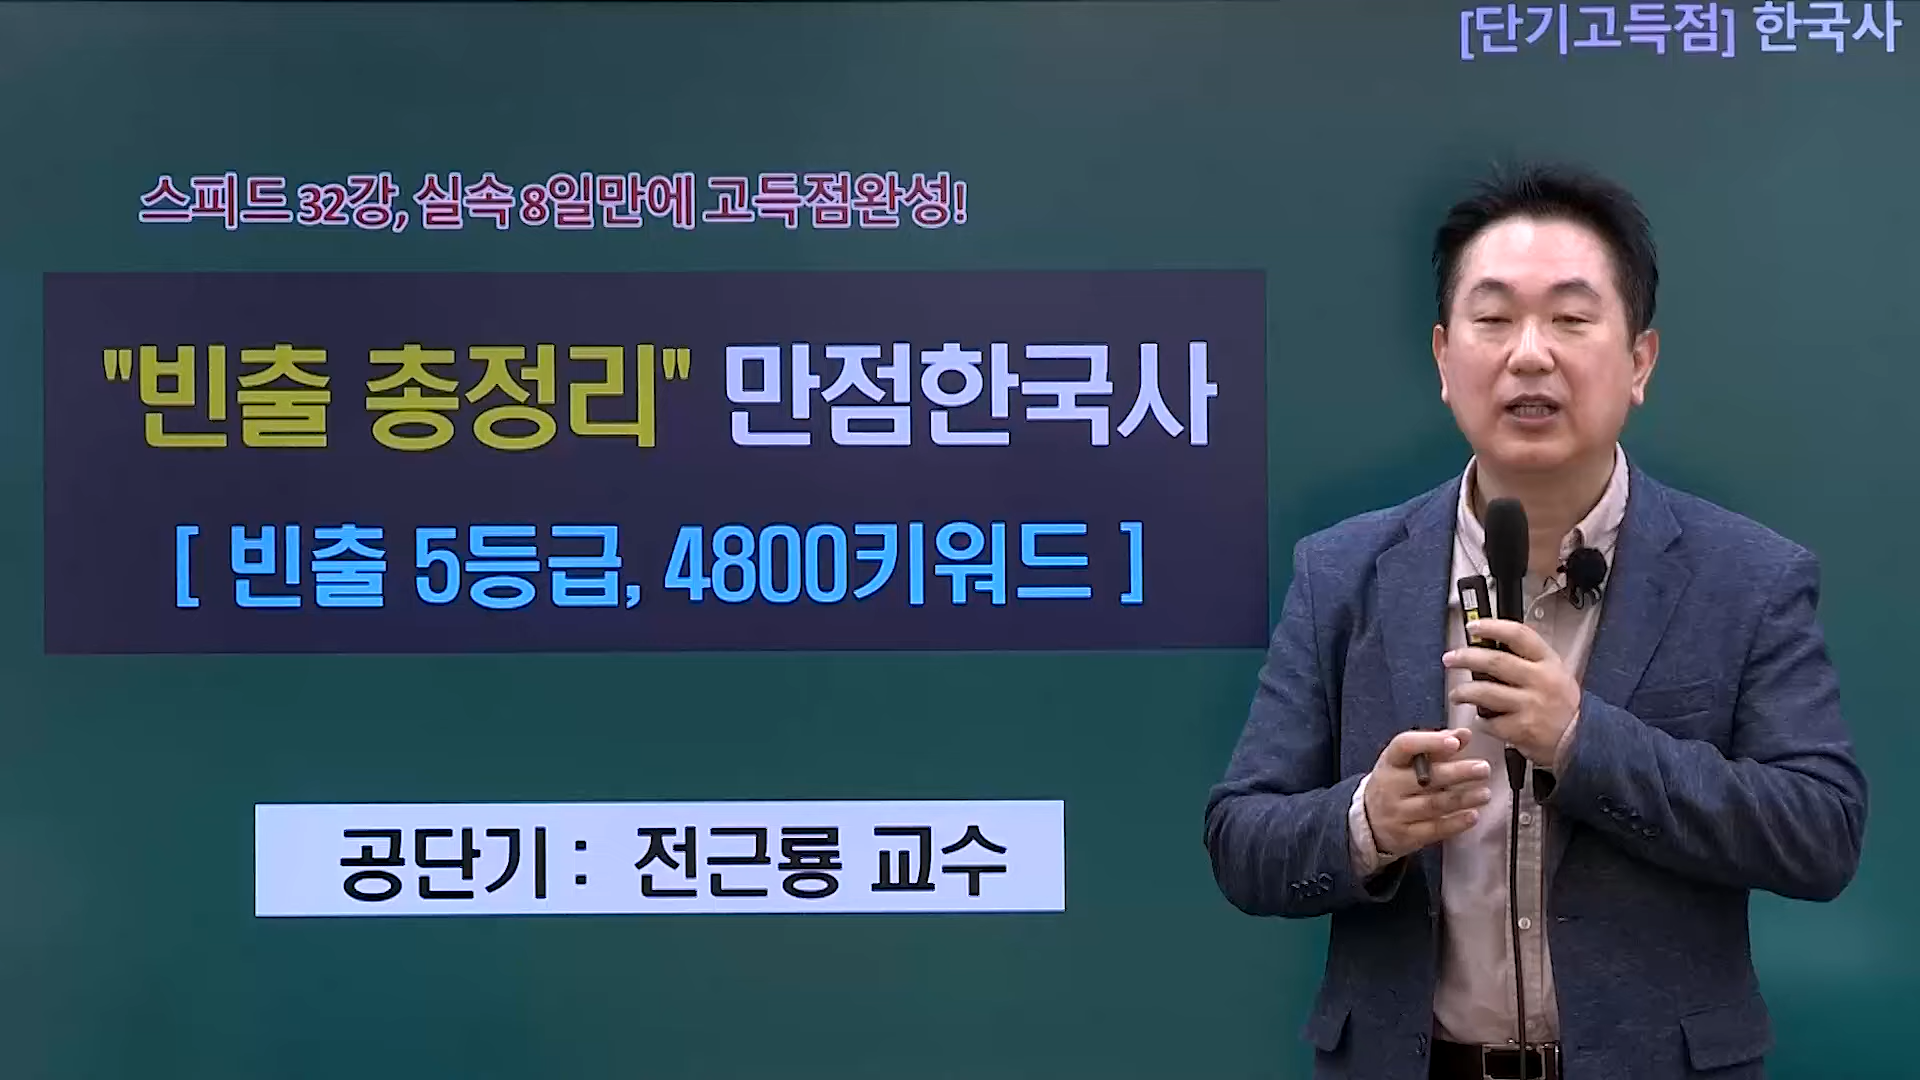 [단기고득점] 한국사
스피드 32강, 실속 8일만에 고득점완성!
"빈출 총정리" 만점한국사
[ 빈출 5등급, 4800키워드 ]
공단기 : 전근룡 교수